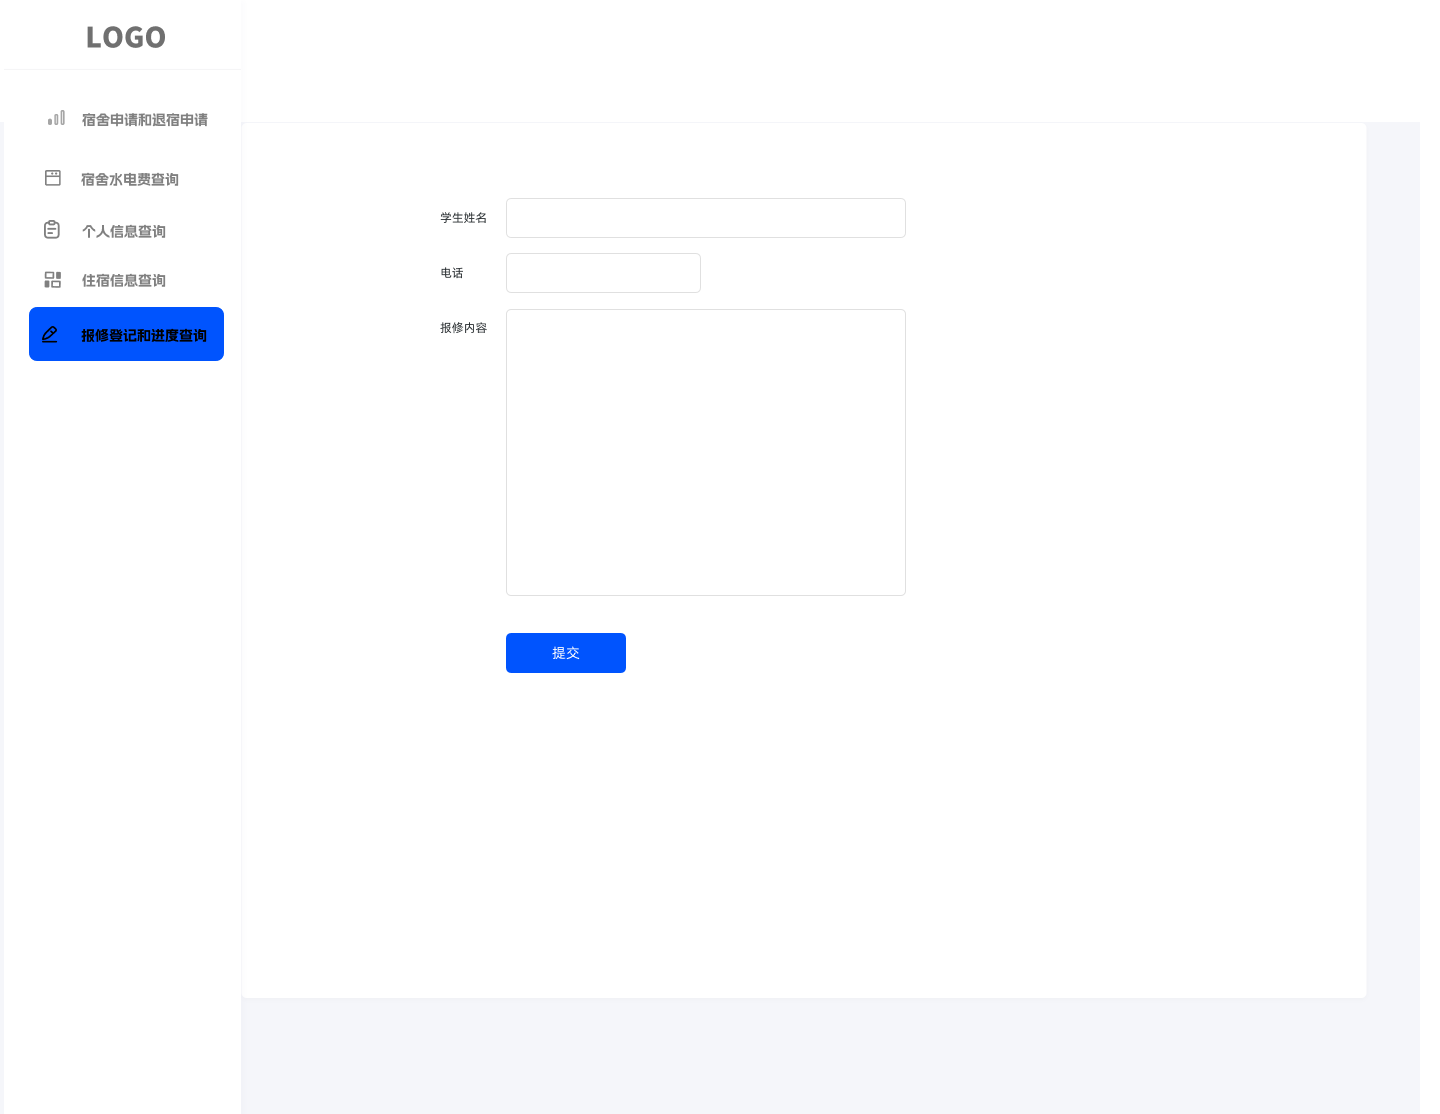 LOGO
宿舍申请和退宿申请
宿舍水电费查询
个人信息查询
住宿信息查询
报修登记和进度查询
学生姓名
电话
报修内容
提交